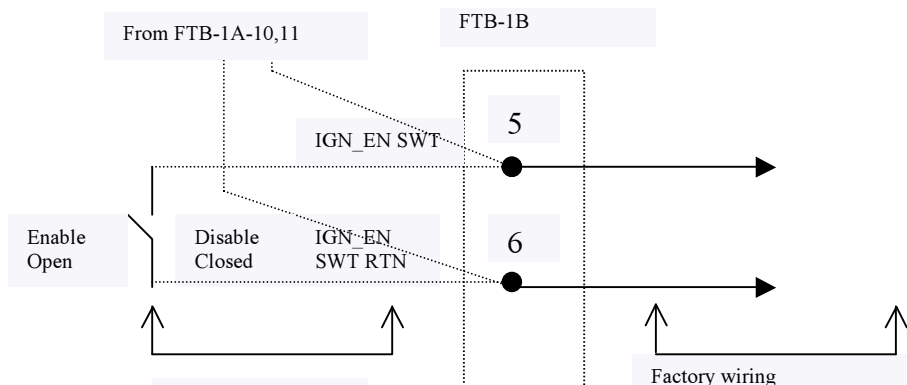 From FTB-1A-10,11
FTB-1B
5
IGN_EN SWT
Enable
Open
Disable
Closed
IGN_EN
SWT RTN
6
Factory wiring